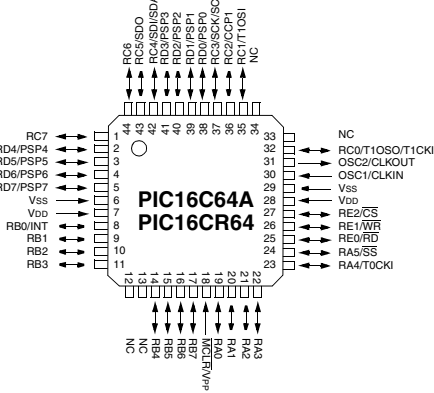 RC6
RC5/SDO
RC4/SDI/SDA
RD3/PSP3
RD2/PSP2
RD1/PSP1
RD0/PSP0
RC3/SCK/SC
RC2/CCP1
RC1/T1OSI
NC
44
43
42
41
40
39
38
37
36
35
34
RC7 1
RD4/PSP4 2
RD5/PSP5 3
RD6/PSP6 4
RD7/PSP7 5
VSS 6
VDD 7
RB0/INT 8
RB1 9
RB2 10
RB3 11
PIC16C64A
PIC16CR64
33 NC
32 RC0/T1OSO/T1CKI
31 OSC2/CLKOUT
30 OSC1/CLKIN
29 VSS
28 VDD
27 RE2/CS
26 RE1/WR
25 RE0/RD
24 RA5/SS
23 RA4/T0CKI
12
13
14
15
16
17
18
19
20
21
22
NC
NC
RB4
RB5
RB6
RB7
MCLR/VPP
RA0
RA1
RA2
RA3